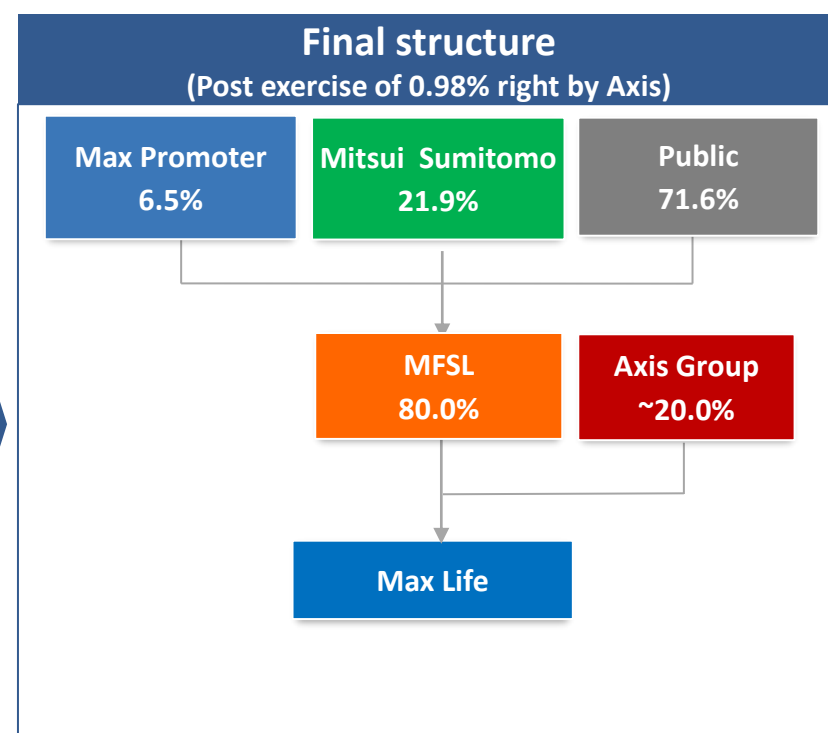 Final structure
(Post exercise of 0.98% right by Axis)
Max Promoter
6.5%
Mitsui Sumitomo
21.9%
Public
71.6%
MFSL
80.0%
Axis Group
~20.0%
Max Life